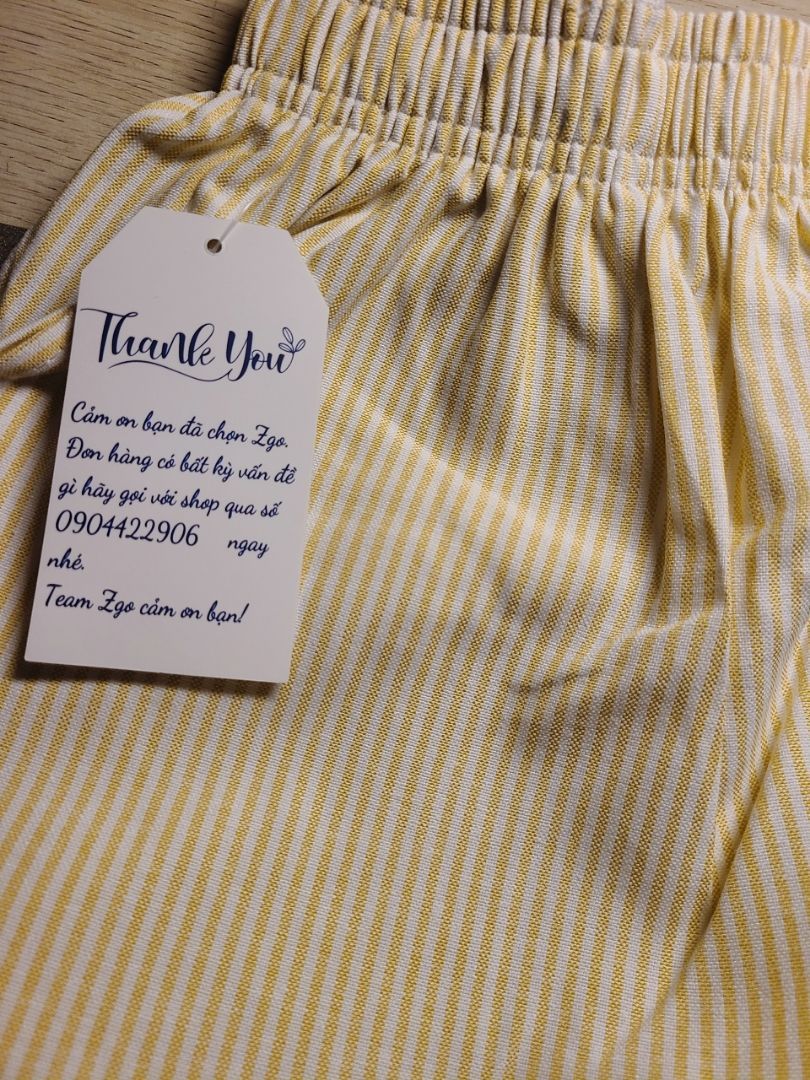 Thank You
Cảm ơn bạn đã chọn Zgo.
Đơn hàng có bất kỳ vấn đề
gì hãy gọi với shop qua số
0904422906 ngay
nhé.
Team Zgo cảm ơn bạn!